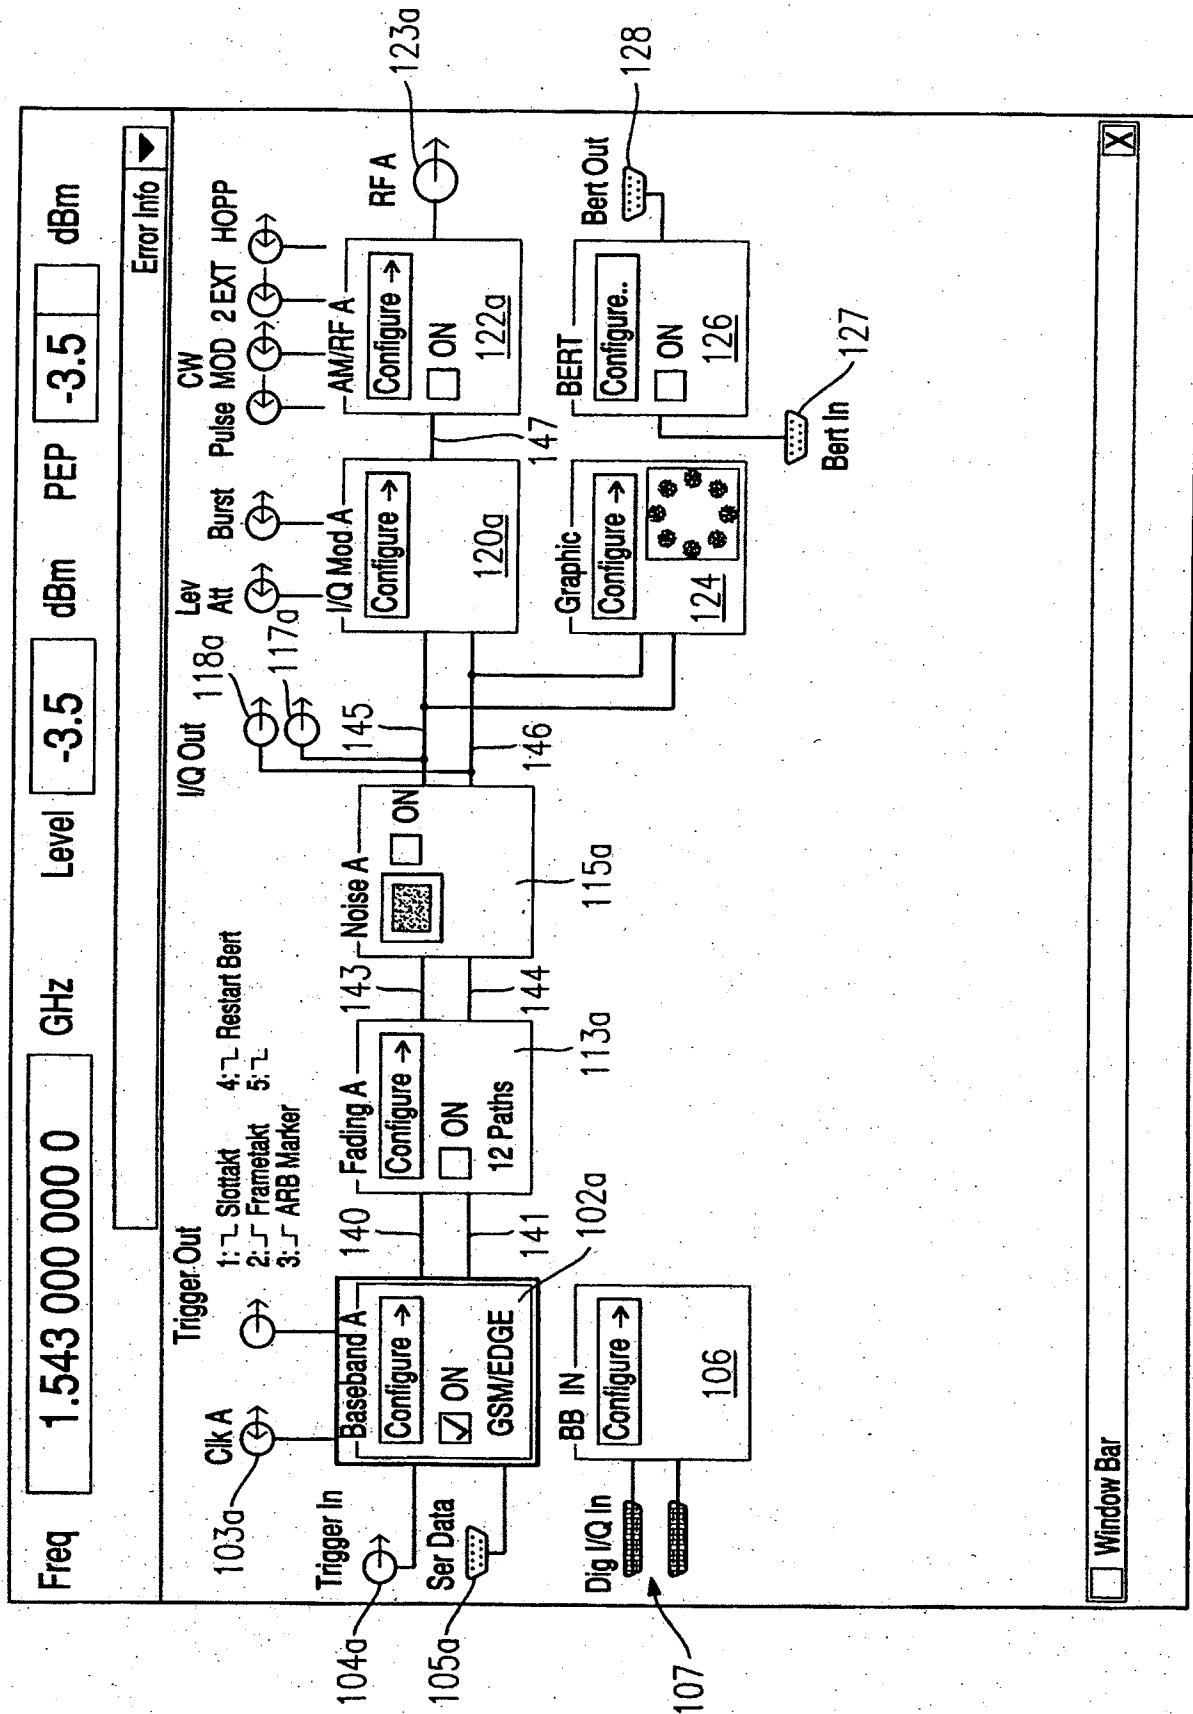 Freq 1.543 000 000 0 GHz Level -3.5 dBm PEP -3.5 dBm
Error Info
Trigger Out
1: Slottakt
2: Frametakt
3: ARB Marker
4: Restart Bert
5:
I/Q Out
118a
117a
Lev
Att
Burst
CW
Pulse MOD 2 EXT HOPP
Clk A
103a
Trigger In
104a
Ser Data
105a
Baseband A
Configure →
ON
GSM/EDGE
102a
140
141
Fading A
Configure →
ON
12 Paths
113a
143
144
Noise A
ON
115a
145
146
I/Q Mod A
Configure →
120a
147
AM/RF A
Configure →
ON
122a
RF A
123a
Dig I/Q In
107
BB IN
Configure →
106
Graphic
Configure →
124
BERT
Configure..
ON
126
Bert In
127
Bert Out
128
Window Bar X